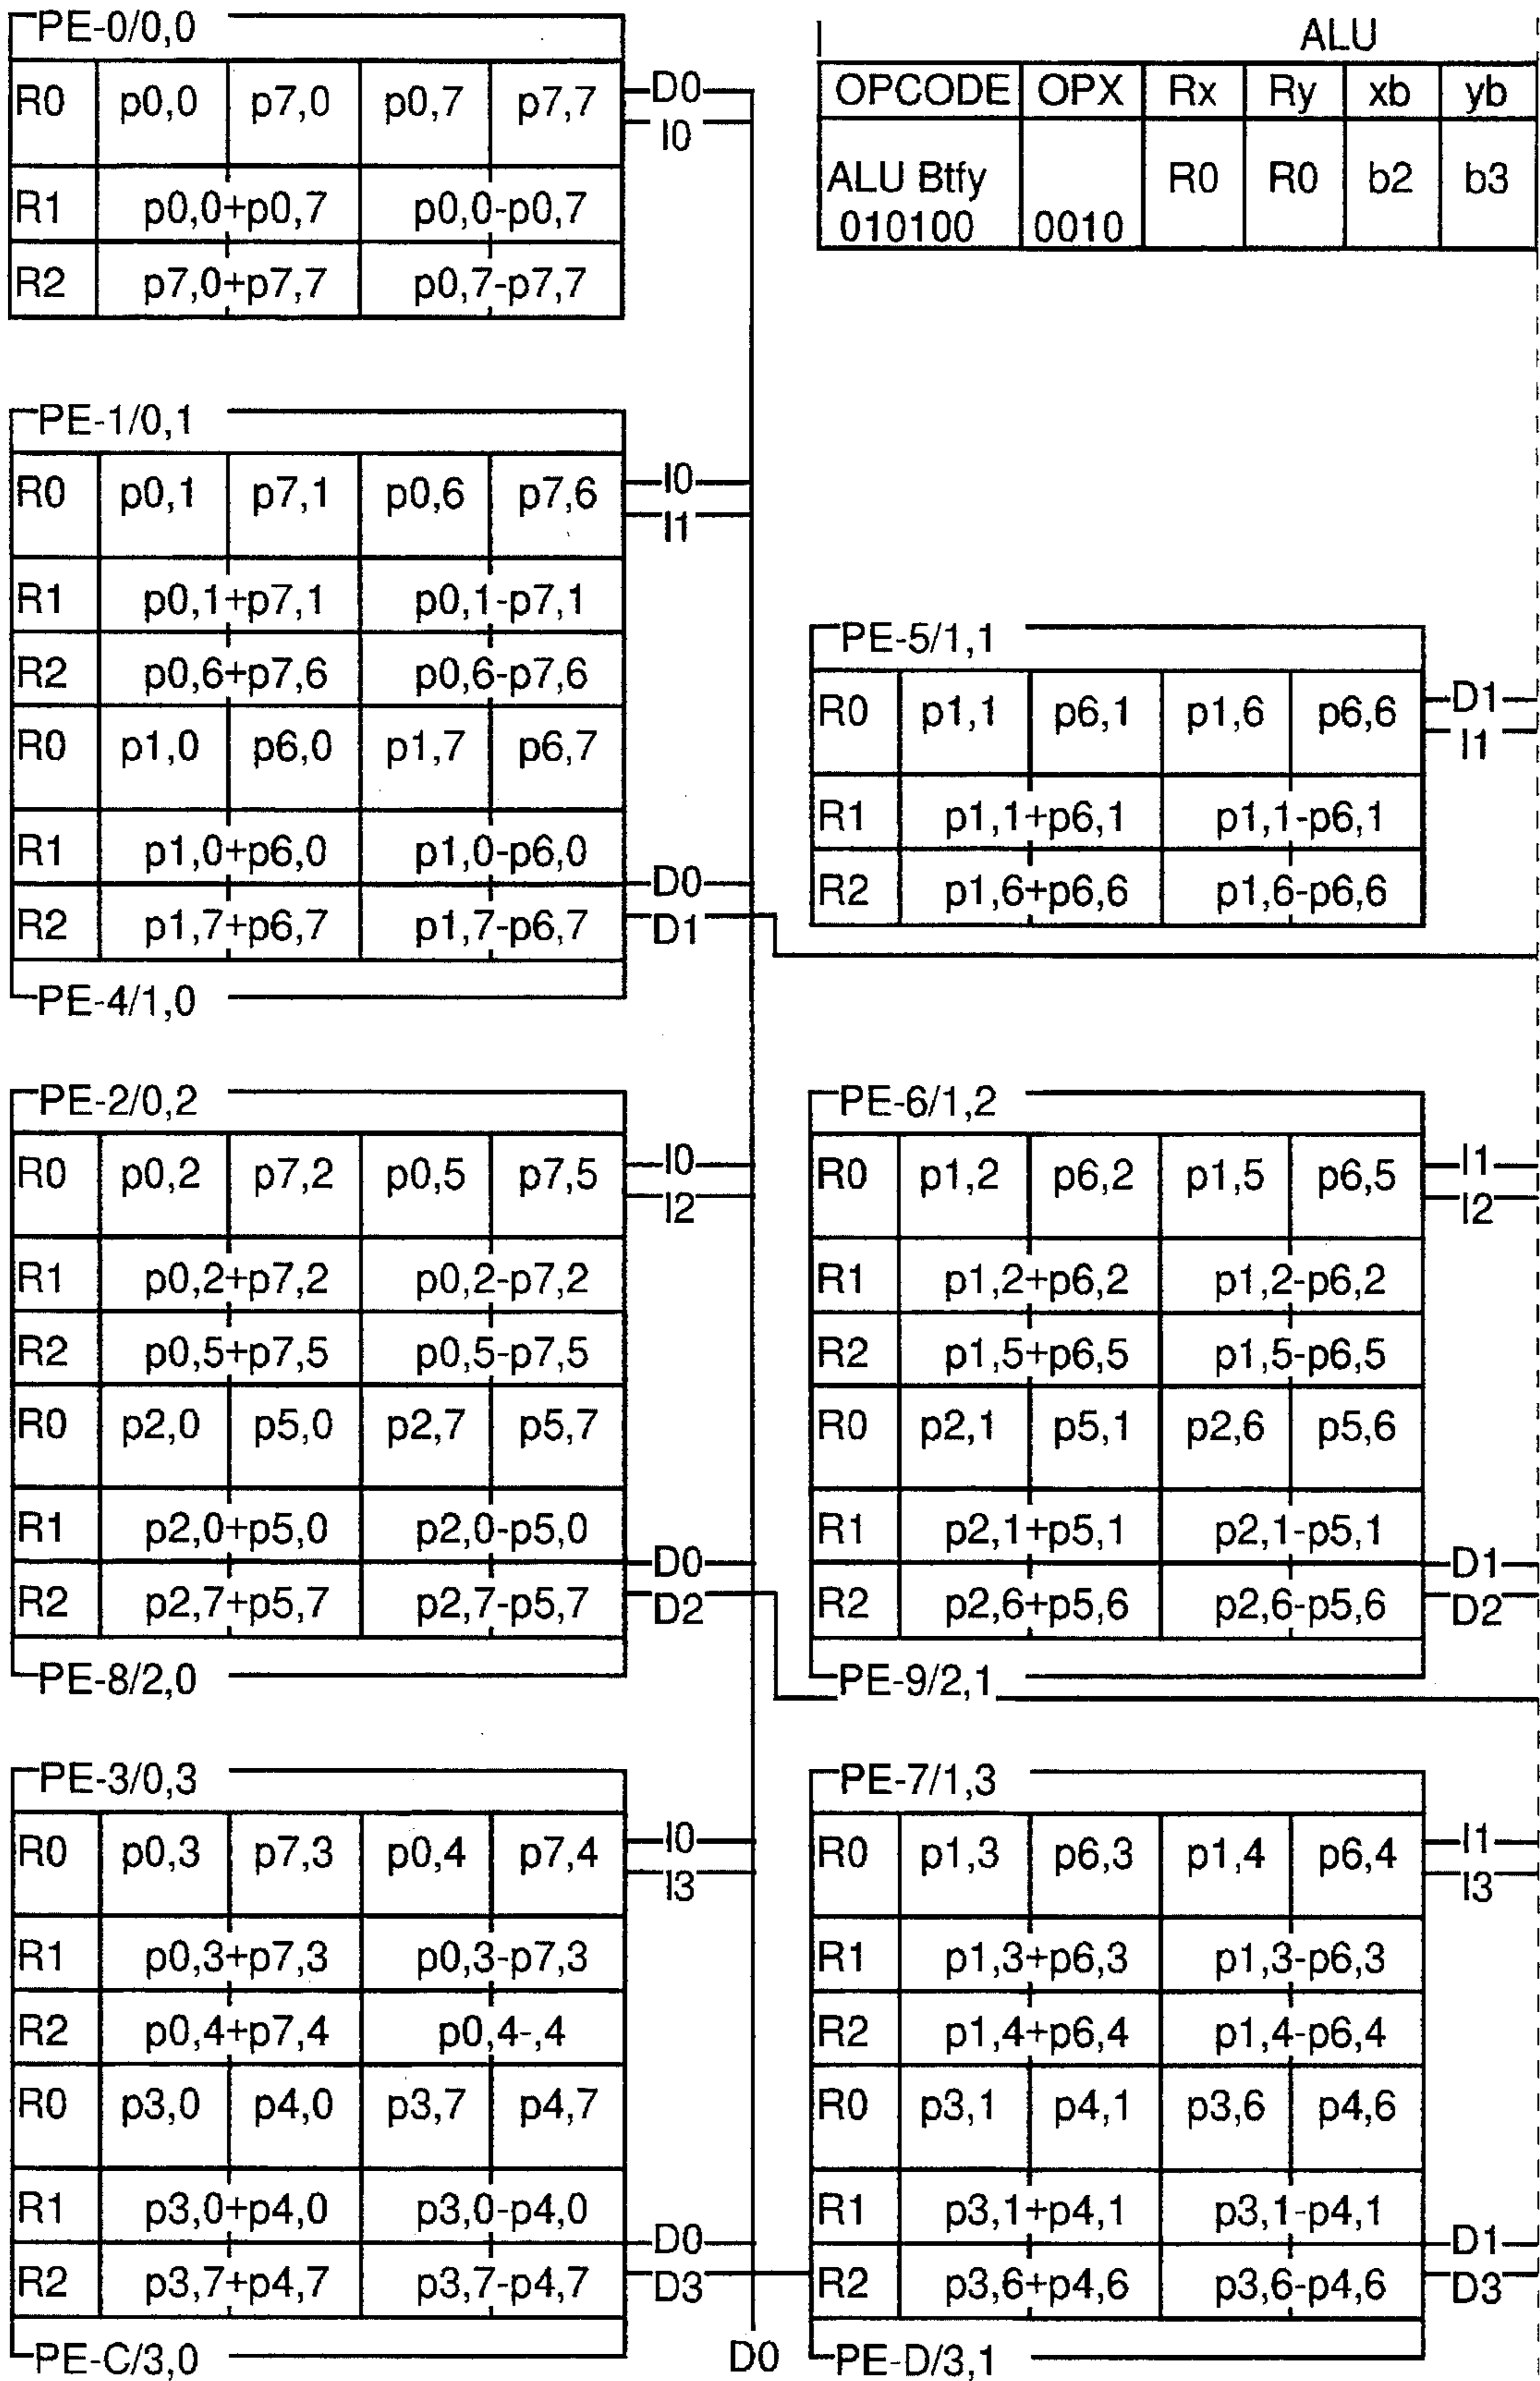 PE-0/0,0
R0 p0,0 p7,0 p0,7 p7,7
D0
I0
R1 p0,0+p0,7 p0,0-p0,7
R2 p7,0+p7,7 p0,7-p7,7
ALU
OPCODE OPX Rx Ry xb yb
ALU Btfy R0 R0 b2 b3
010100 0010
PE-1/0,1
R0 p0,1 p7,1 p0,6 p7,6
I0
I1
R1 p0,1+p7,1 p0,1-p7,1
R2 p0,6+p7,6 p0,6-p7,6
R0 p1,0 p6,0 p1,7 p6,7
R1 p1,0+p6,0 p1,0-p6,0
D0
R2 p1,7+p6,7 p1,7-p6,7
D1
PE-4/1,0
PE-5/1,1
R0 p1,1 p6,1 p1,6 p6,6
D1
I1
R1 p1,1+p6,1 p1,1-p6,1
R2 p1,6+p6,6 p1,6-p6,6
PE-2/0,2
R0 p0,2 p7,2 p0,5 p7,5
I0
I2
R1 p0,2+p7,2 p0,2-p7,2
R2 p0,5+p7,5 p0,5-p7,5
R0 p2,0 p5,0 p2,7 p5,7
R1 p2,0+p5,0 p2,0-p5,0
D0
R2 p2,7+p5,7 p2,7-p5,7
D2
PE-8/2,0
PE-6/1,2
R0 p1,2 p6,2 p1,5 p6,5
I1
I2
R1 p1,2+p6,2 p1,2-p6,2
R2 p1,5+p6,5 p1,5-p6,5
R0 p2,1 p5,1 p2,6 p5,6
R1 p2,1+p5,1 p2,1-p5,1
D1
R2 p2,6+p5,6 p2,6-p5,6
D2
PE-9/2,1
PE-3/0,3
R0 p0,3 p7,3 p0,4 p7,4
I0
I3
R1 p0,3+p7,3 p0,3-p7,3
R2 p0,4+p7,4 p0,4-,4
R0 p3,0 p4,0 p3,7 p4,7
R1 p3,0+p4,0 p3,0-p4,0
D0
R2 p3,7+p4,7 p3,7-p4,7
D3
PE-C/3,0
D0
PE-7/1,3
R0 p1,3 p6,3 p1,4 p6,4
I1
I3
R1 p1,3+p6,3 p1,3-p6,3
R2 p1,4+p6,4 p1,4-p6,4
R0 p3,1 p4,1 p3,6 p4,6
R1 p3,1+p4,1 p3,1-p4,1
D1
R2 p3,6+p4,6 p3,6-p4,6
D3
PE-D/3,1